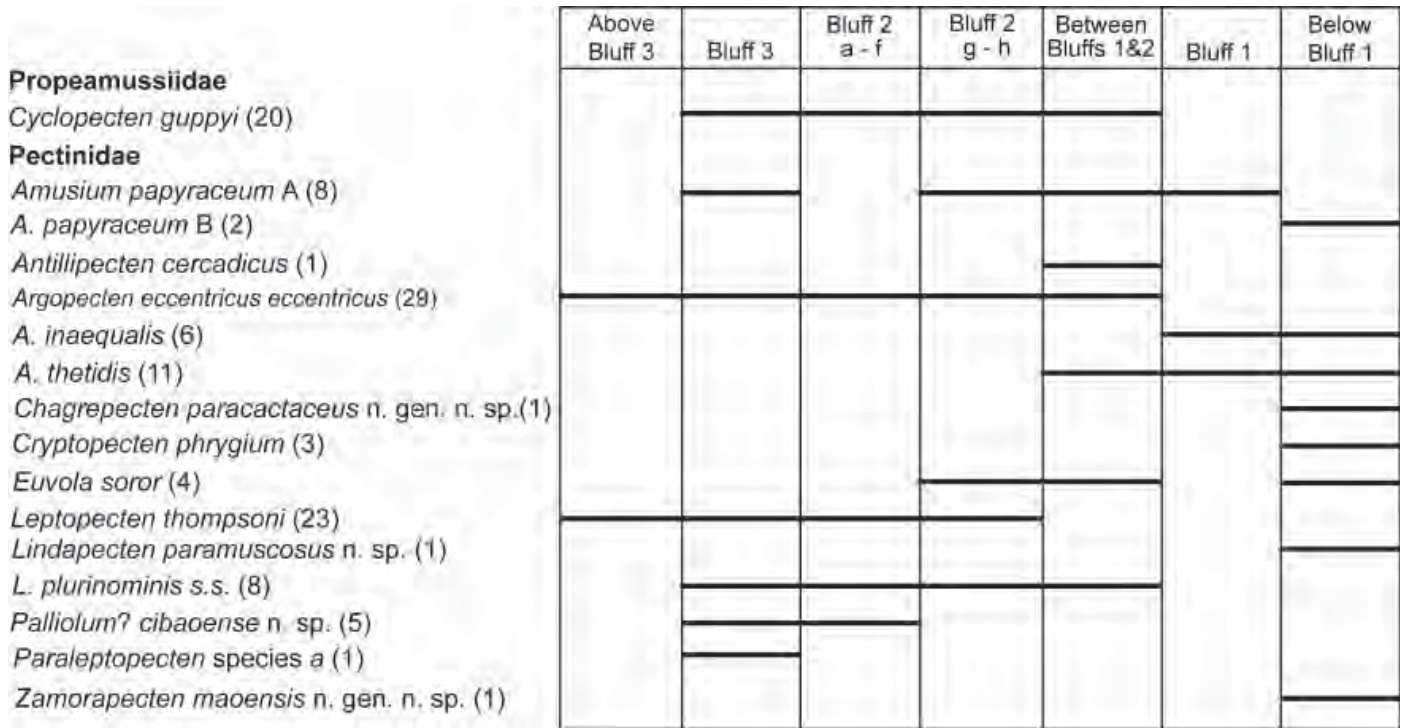 Above Bluff 3
Bluff 3
Bluff 2 a - f
Bluff 2 g - h
Between Bluffs 1&2
Bluff 1
Below Bluff 1
Propeamussiidae
Cyclopecten guppyi (20)
Pectinidae
Amusium papyraceum A (8)
A. papyraceum B (2)
Antillipecten cercadicus (1)
Argopecten eccentricus eccentricus (29)
A. inaequalis (6)
A. thetidis (11)
Chagrepecten paracactaceus n. gen. n. sp.(1)
Cryptopecten phrygium (3)
Euvola soror (4)
Leptopecten thompsoni (23)
Lindapecten paramuscosus n. sp. (1)
L. plurinominis s.s. (8)
Palliolum? cibaoense n. sp. (5)
Paraleptopecten species a (1)
Zamorapecten maoensis n. gen. n. sp. (1)